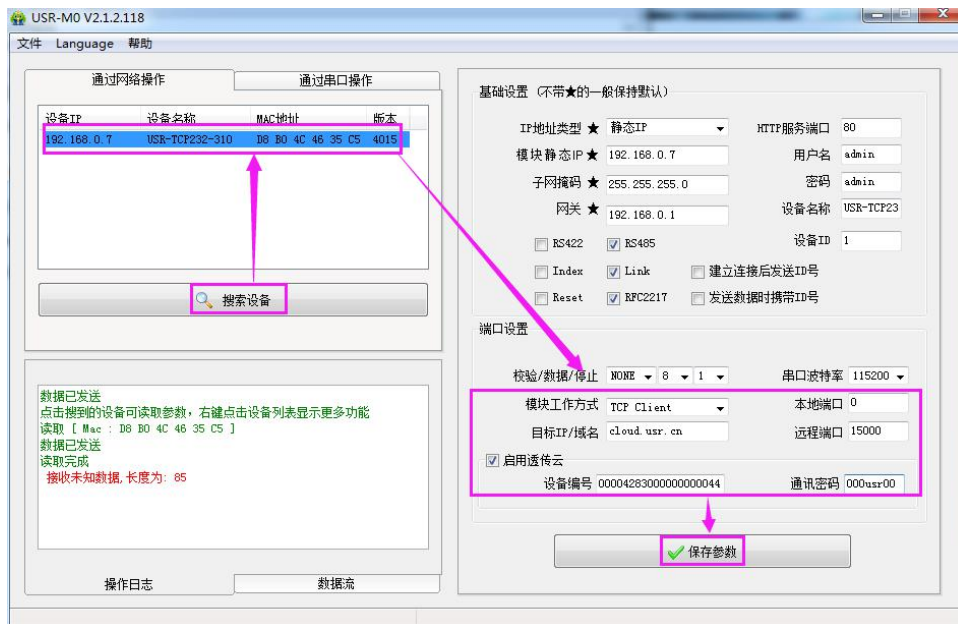 USR-M0 V2.1.2.118
文件 Language 帮助
通过网络操作 通过串口操作
设备IP 设备名称 MAC地址 版本
192.168.0.7 USR-TCP232-310 D8 B0 4C 46 35 C5 4015
搜索设备
数据已发送
点击搜到的设备可读取参数，右键点击设备列表显示更多功能
读取 [ Mac : D8 B0 4C 46 35 C5 ]
数据已发送
读取完成
接收未知数据,长度为: 85
操作日志 数据流
基础设置 (不带★的一般保持默认)
IP地址类型 ★ 静态IP HTTP服务端口 80
模块静态IP★ 192.168.0.7 用户名 admin
子网掩码 ★ 255.255.255.0 密码 admin
网关 ★ 192.168.0.1 设备名称 USR-TCP23
RS422 RS485 设备ID 1
Index Link 建立连接后发送ID号
Reset RFC2217 发送数据时携带ID号
端口设置
校验/数据/停止 NONE 8 1 串口波特率 115200
模块工作方式 TCP Client 本地端口 0
目标IP/域名 cloud.usr.cn 远程端口 15000
启用透传云
设备编号 00004283000000000044 通讯密码 000usr00
保存参数